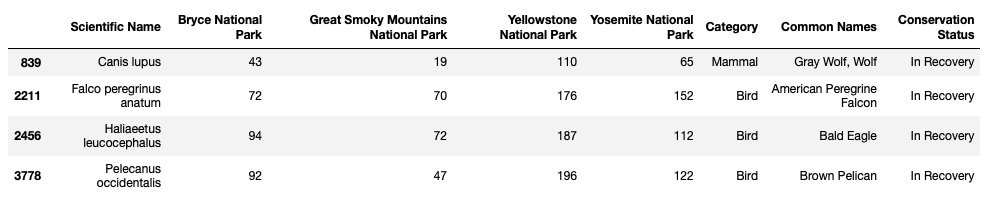 Scientific Name Bryce National Park Great Smoky Mountains National Park Yellowstone National Park Yosemite National Park Category Common Names Conservation Status
839 Canis lupus 43 19 110 65 Mammal Gray Wolf, Wolf In Recovery
2211 Falco peregrinus anatum 72 70 176 152 Bird American Peregrine Falcon In Recovery
2456 Haliaeetus leucocephalus 94 72 187 112 Bird Bald Eagle In Recovery
3778 Pelecanus occidentalis 92 47 196 122 Bird Brown Pelican In Recovery